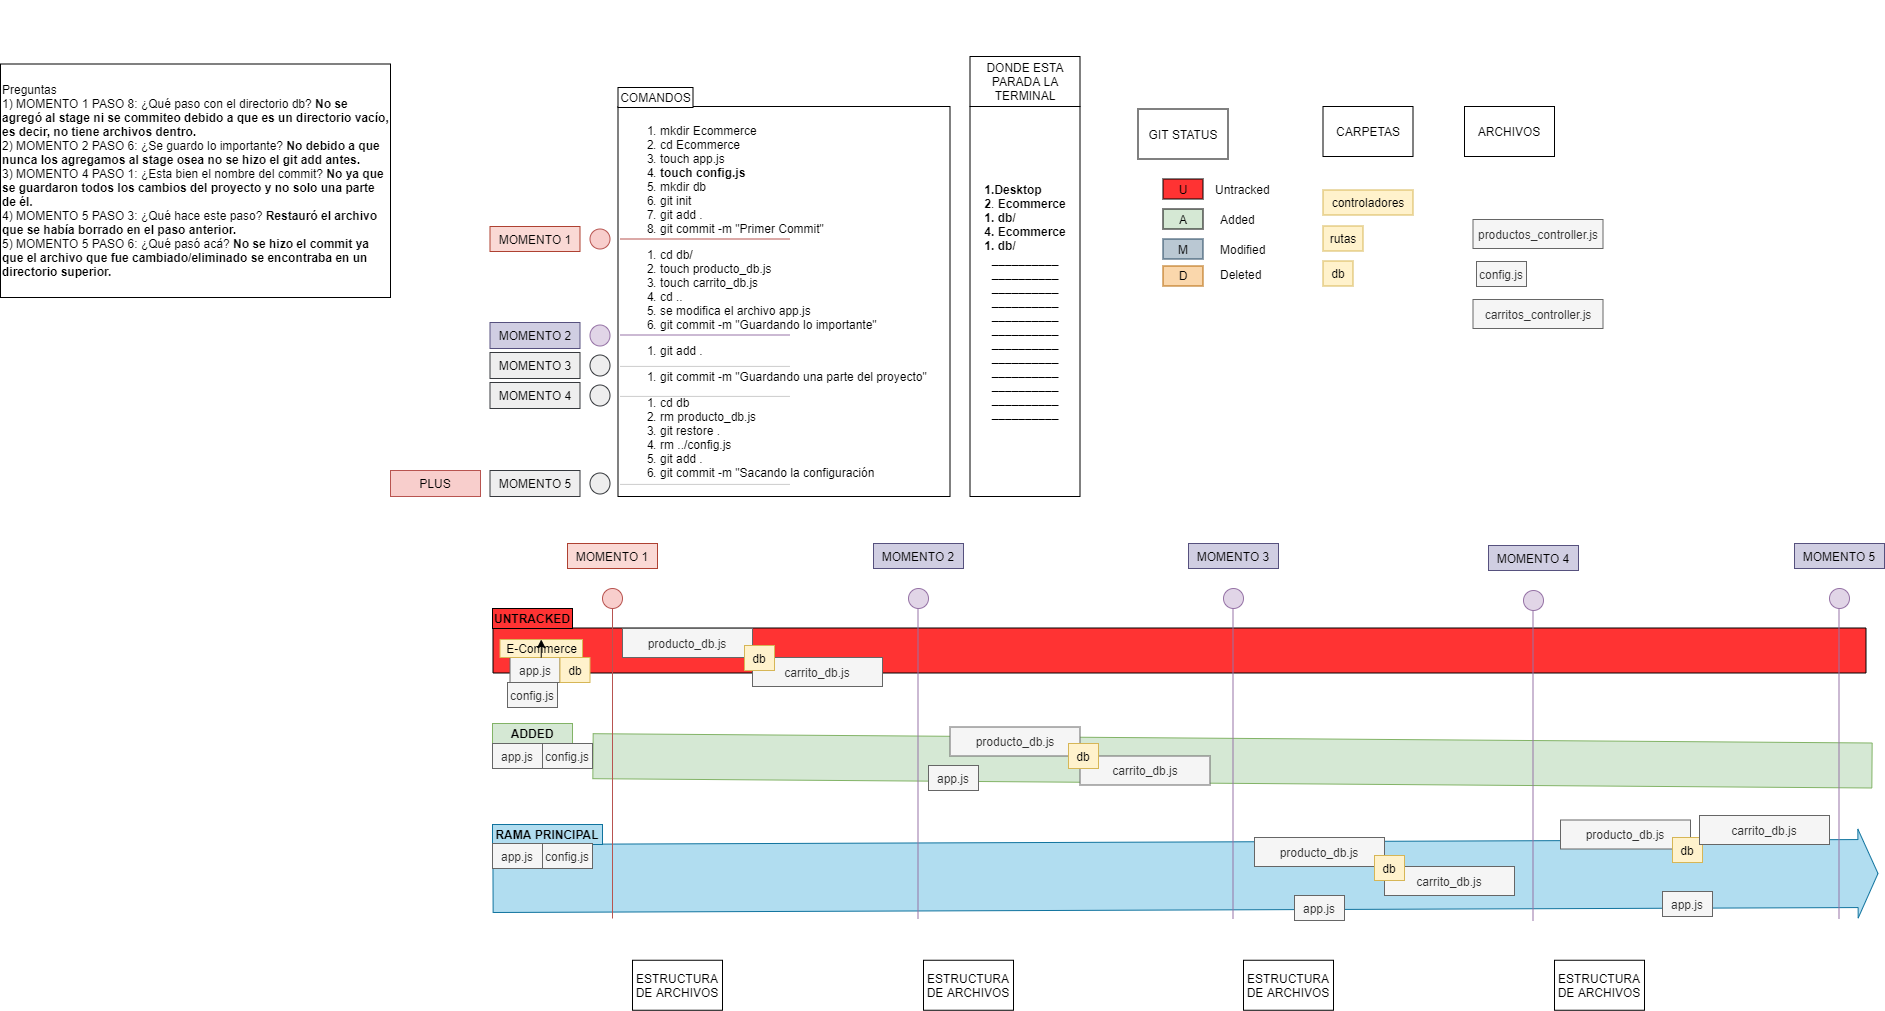 Preguntas
1) MOMENTO 1 PASO 8: ¿Qué paso con el directorio db? No se
agregó al stage ni se commiteo debido a que es un directorio vacío,
es decir, no tiene archivos dentro.
2) MOMENTO 2 PASO 6: ¿Se guardo lo importante? No debido a que
nunca los agregamos al stage osea no se hizo el git add antes.
3) MOMENTO 4 PASO 1: ¿Esta bien el nombre del commit? No ya que
se guardaron todos los cambios del proyecto y no solo una parte
de él.
4) MOMENTO 5 PASO 3: ¿Qué hace este paso? Restauró el archivo
que se había borrado en el paso anterior.
5) MOMENTO 5 PASO 6: ¿Qué pasó acá? No se hizo el commit ya
que el archivo que fue cambiado/eliminado se encontraba en un
directorio superior.
COMANDOS
1. mkdir Ecommerce
2. cd Ecommerce
3. touch app.js
4. touch config.js
5. mkdir db
6. git init
7. git add .
8. git commit -m "Primer Commit"
MOMENTO 1
1. cd db/
2. touch producto_db.js
3. touch carrito_db.js
4. cd ..
5. se modifica el archivo app.js
6. git commit -m "Guardando lo importante"
MOMENTO 2
1. git add .
MOMENTO 3
1. git commit -m "Guardando una parte del proyecto"
MOMENTO 4
1. cd db
2. rm producto_db.js
3. git restore .
4. rm ../config.js
5. git add .
6. git commit -m "Sacando la configuración
PLUS
MOMENTO 5
DONDE ESTA
PARADA LA
TERMINAL
1.Desktop
2. Ecommerce
1. db/
4. Ecommerce
1. db/
GIT STATUS
U Untracked
A Added
M Modified
D Deleted
CARPETAS
controladores
rutas
db
ARCHIVOS
productos_controller.js
config.js
carritos_controller.js
MOMENTO 1
MOMENTO 2
MOMENTO 3
MOMENTO 4
MOMENTO 5
UNTRACKED
E-Commerce
app.js
db
config.js
producto_db.js
db
carrito_db.js
ADDED
app.js
config.js
producto_db.js
db
carrito_db.js
app.js
RAMA PRINCIPAL
app.js
config.js
producto_db.js
db
carrito_db.js
app.js
producto_db.js
db
carrito_db.js
app.js
ESTRUCTURA
DE ARCHIVOS
ESTRUCTURA
DE ARCHIVOS
ESTRUCTURA
DE ARCHIVOS
ESTRUCTURA
DE ARCHIVOS